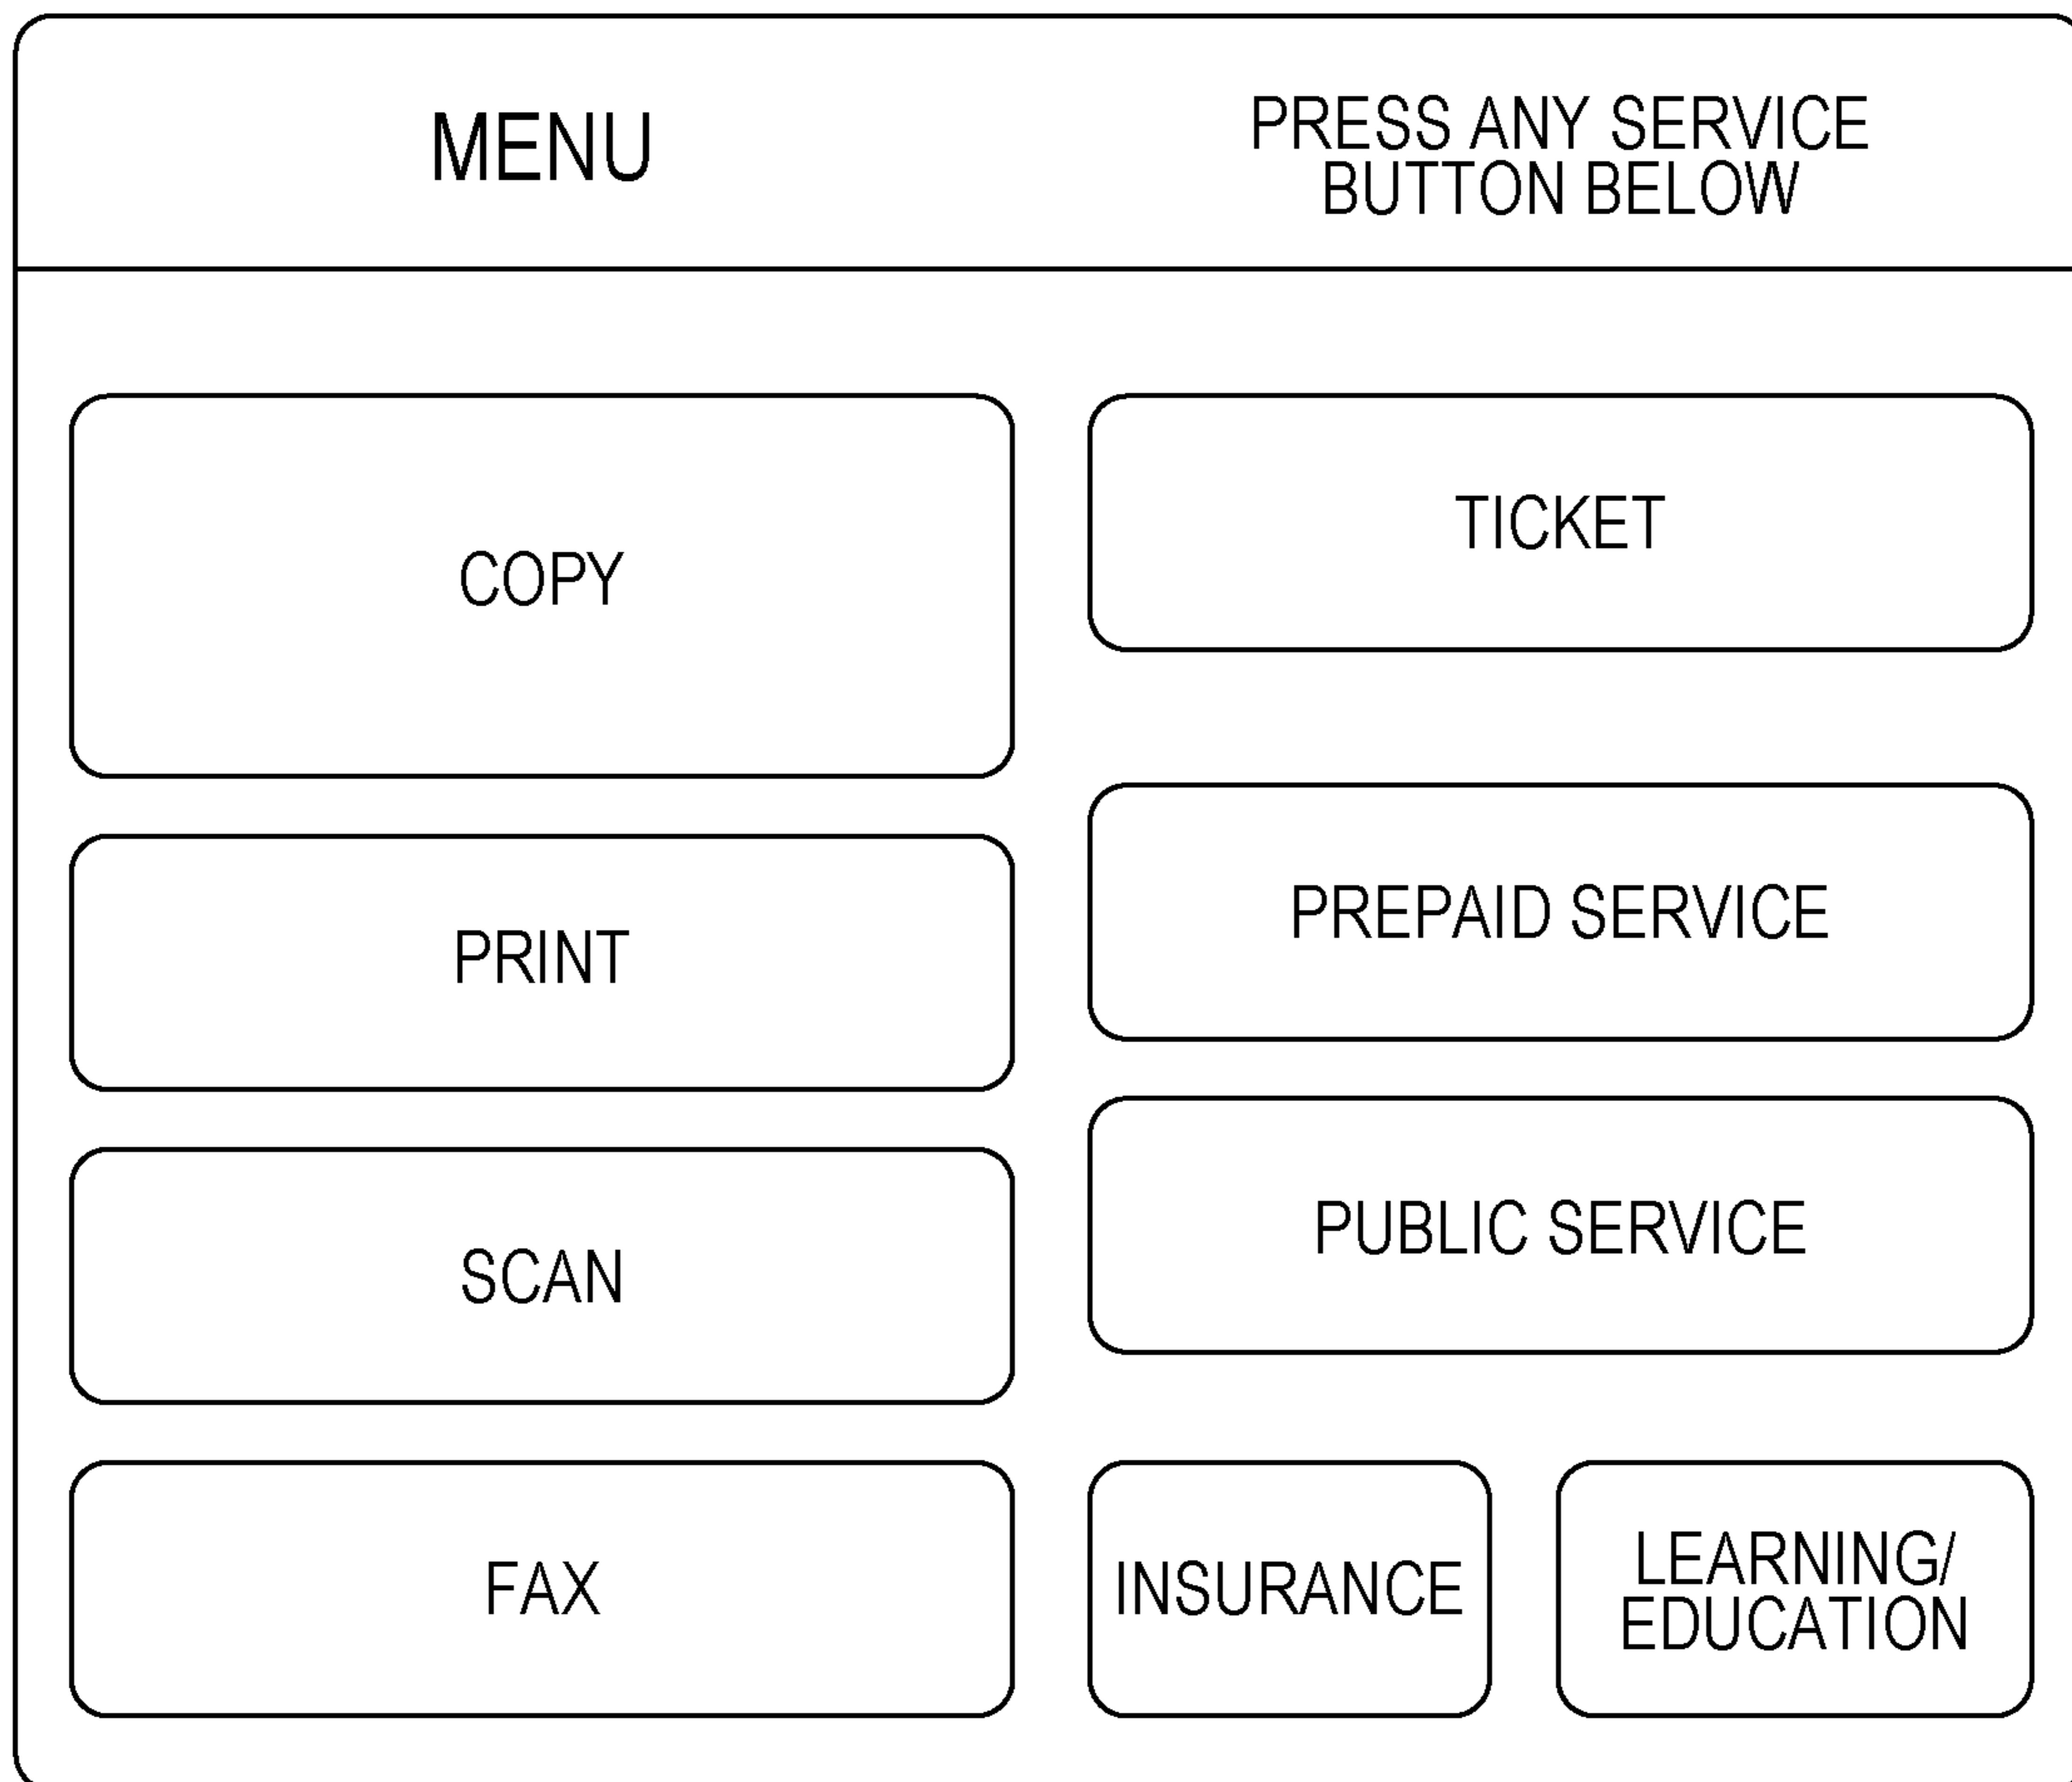 MENU
PRESS ANY SERVICE
BUTTON BELOW
COPY
PRINT
SCAN
FAX
TICKET
PREPAID SERVICE
PUBLIC SERVICE
INSURANCE
LEARNING/
EDUCATION